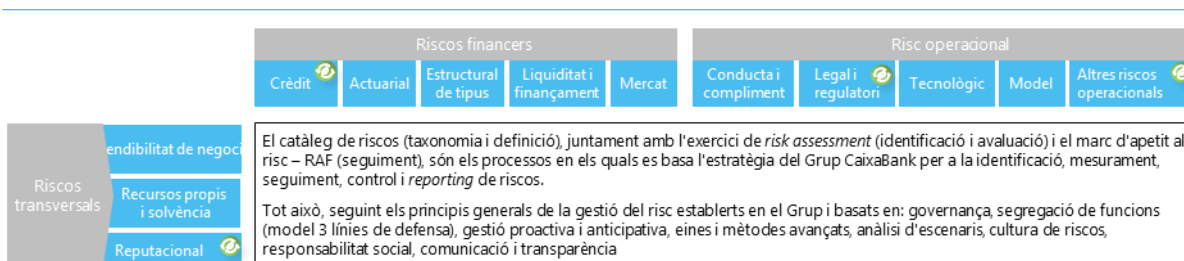 Riscos financers
Risc operacional
Crèdit
Actuarial
Estructural
de tipus
Liquiditat i
finançament
Mercat
Conducta i
compliment
Legal i
regulatori
Tecnològic
Model
Altres riscos
operacionals
Riscos
transversals
endibilitat de negoci
Recursos propis
i solvència
Reputacional
El catàleg de riscos (taxonomia i definició), juntament amb l'exercici de risk assessment (identificació i avaluació) i el marc d'apetit al
risc – RAF (seguiment), són els processos en els quals es basa l'estratègia del Grup CaixaBank per a la identificació, mesurament,
seguiment, control i reporting de riscos.
Tot això, seguint els principis generals de la gestió del risc establerts en el Grup i basats en: governança, segregació de funcions
(model 3 línies de defensa), gestió proactiva i anticipativa, eines i mètodes avançats, anàlisi d'escenaris, cultura de riscos,
responsabilitat social, comunicació i transparència